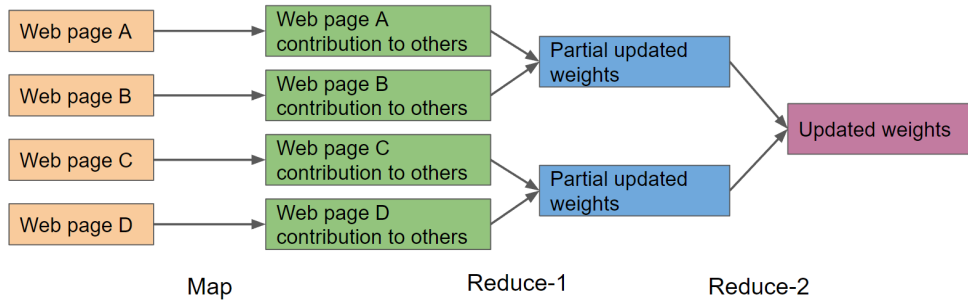 Web page A
Web page A
contribution to others
Partial updated
weights
Web page B
Web page B
contribution to others
Updated weights
Web page C
Web page C
contribution to others
Partial updated
weights
Web page D
Web page D
contribution to others
Map
Reduce-1
Reduce-2